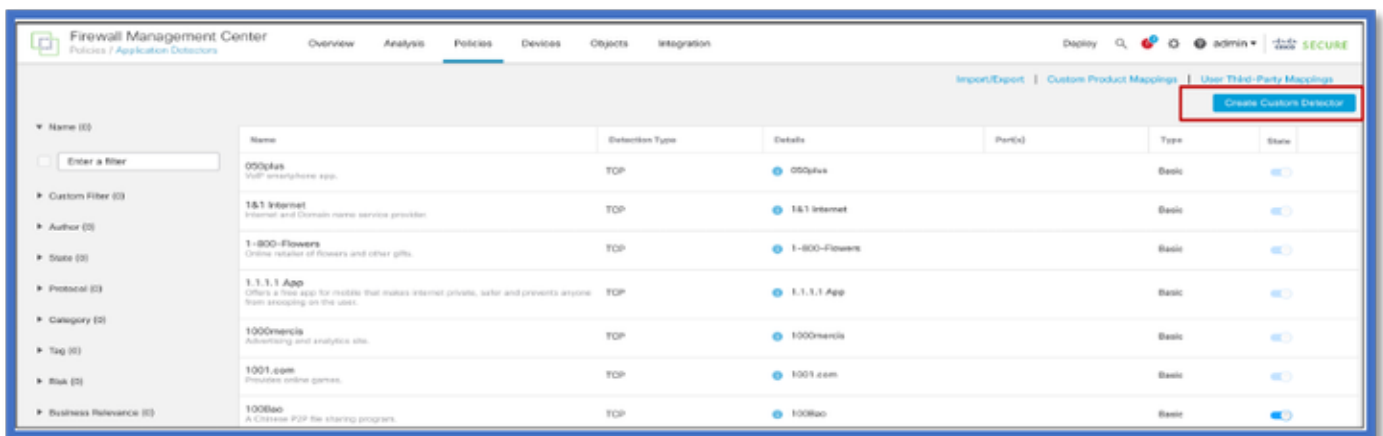 Firewall Management Center
Policies / Application Detectors
Overview Analysis Policies Devices Objects Integration
Deploy admin cisco SECURE
Import/Export | Custom Product Mappings | User Third-Party Mappings
Create Custom Detector
Name (0)
Enter a filter
Custom Filter (0)
Author (0)
State (0)
Protocol (0)
Category (0)
Tag (0)
Risk (0)
Business Relevance (0)
Name Detection Type Details Port(s) Type State
050plus TCP 050plus Basic
VoIP smartphone app.
1&1 Internet TCP 1&1 Internet Basic
Internet and Domain name service provider.
1-800-Flowers TCP 1-800-Flowers Basic
Online retailer of flowers and other gifts.
1.1.1.1 App TCP 1.1.1.1 App Basic
Offers a free app for mobile that makes internet private, safer and prevents anyone
from snooping on the user.
1000mercis TCP 1000mercis Basic
Advertising and analytics site.
1001.com TCP 1001.com Basic
Provides online games.
100Bao TCP 100Bao Basic
A Chinese P2P file sharing program.